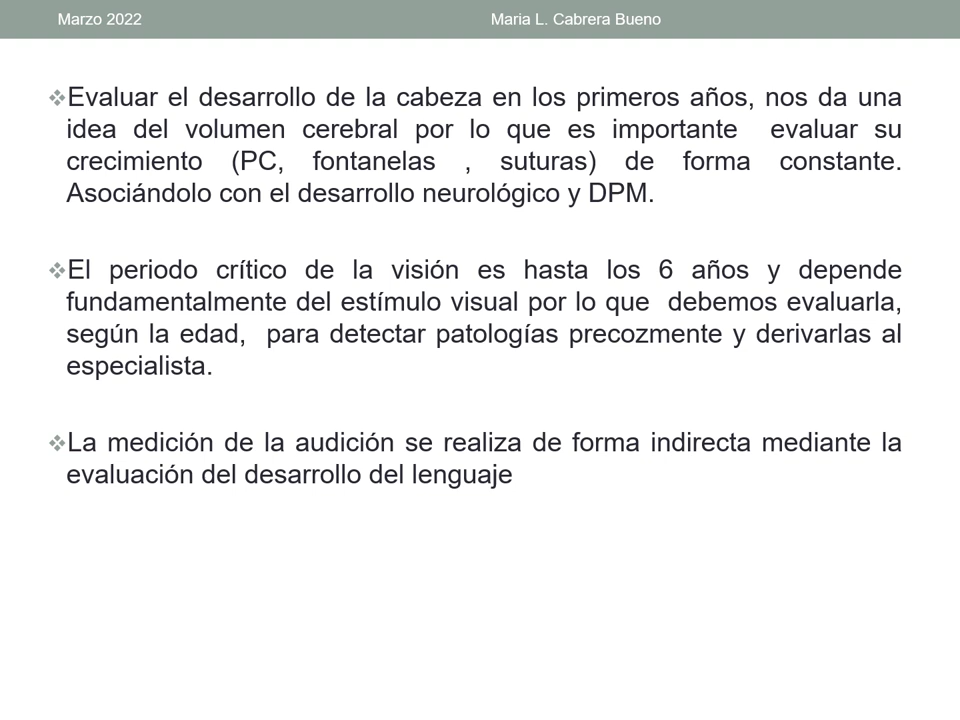 Marzo 2022 Maria L. Cabrera Bueno
❖Evaluar el desarrollo de la cabeza en los primeros años, nos da una
idea del volumen cerebral por lo que es importante evaluar su
crecimiento (PC, fontanelas , suturas) de forma constante.
Asociándolo con el desarrollo neurológico y DPM.
❖El periodo crítico de la visión es hasta los 6 años y depende
fundamentalmente del estímulo visual por lo que debemos evaluarla,
según la edad, para detectar patologías precozmente y derivarlas al
especialista.
❖La medición de la audición se realiza de forma indirecta mediante la
evaluación del desarrollo del lenguaje